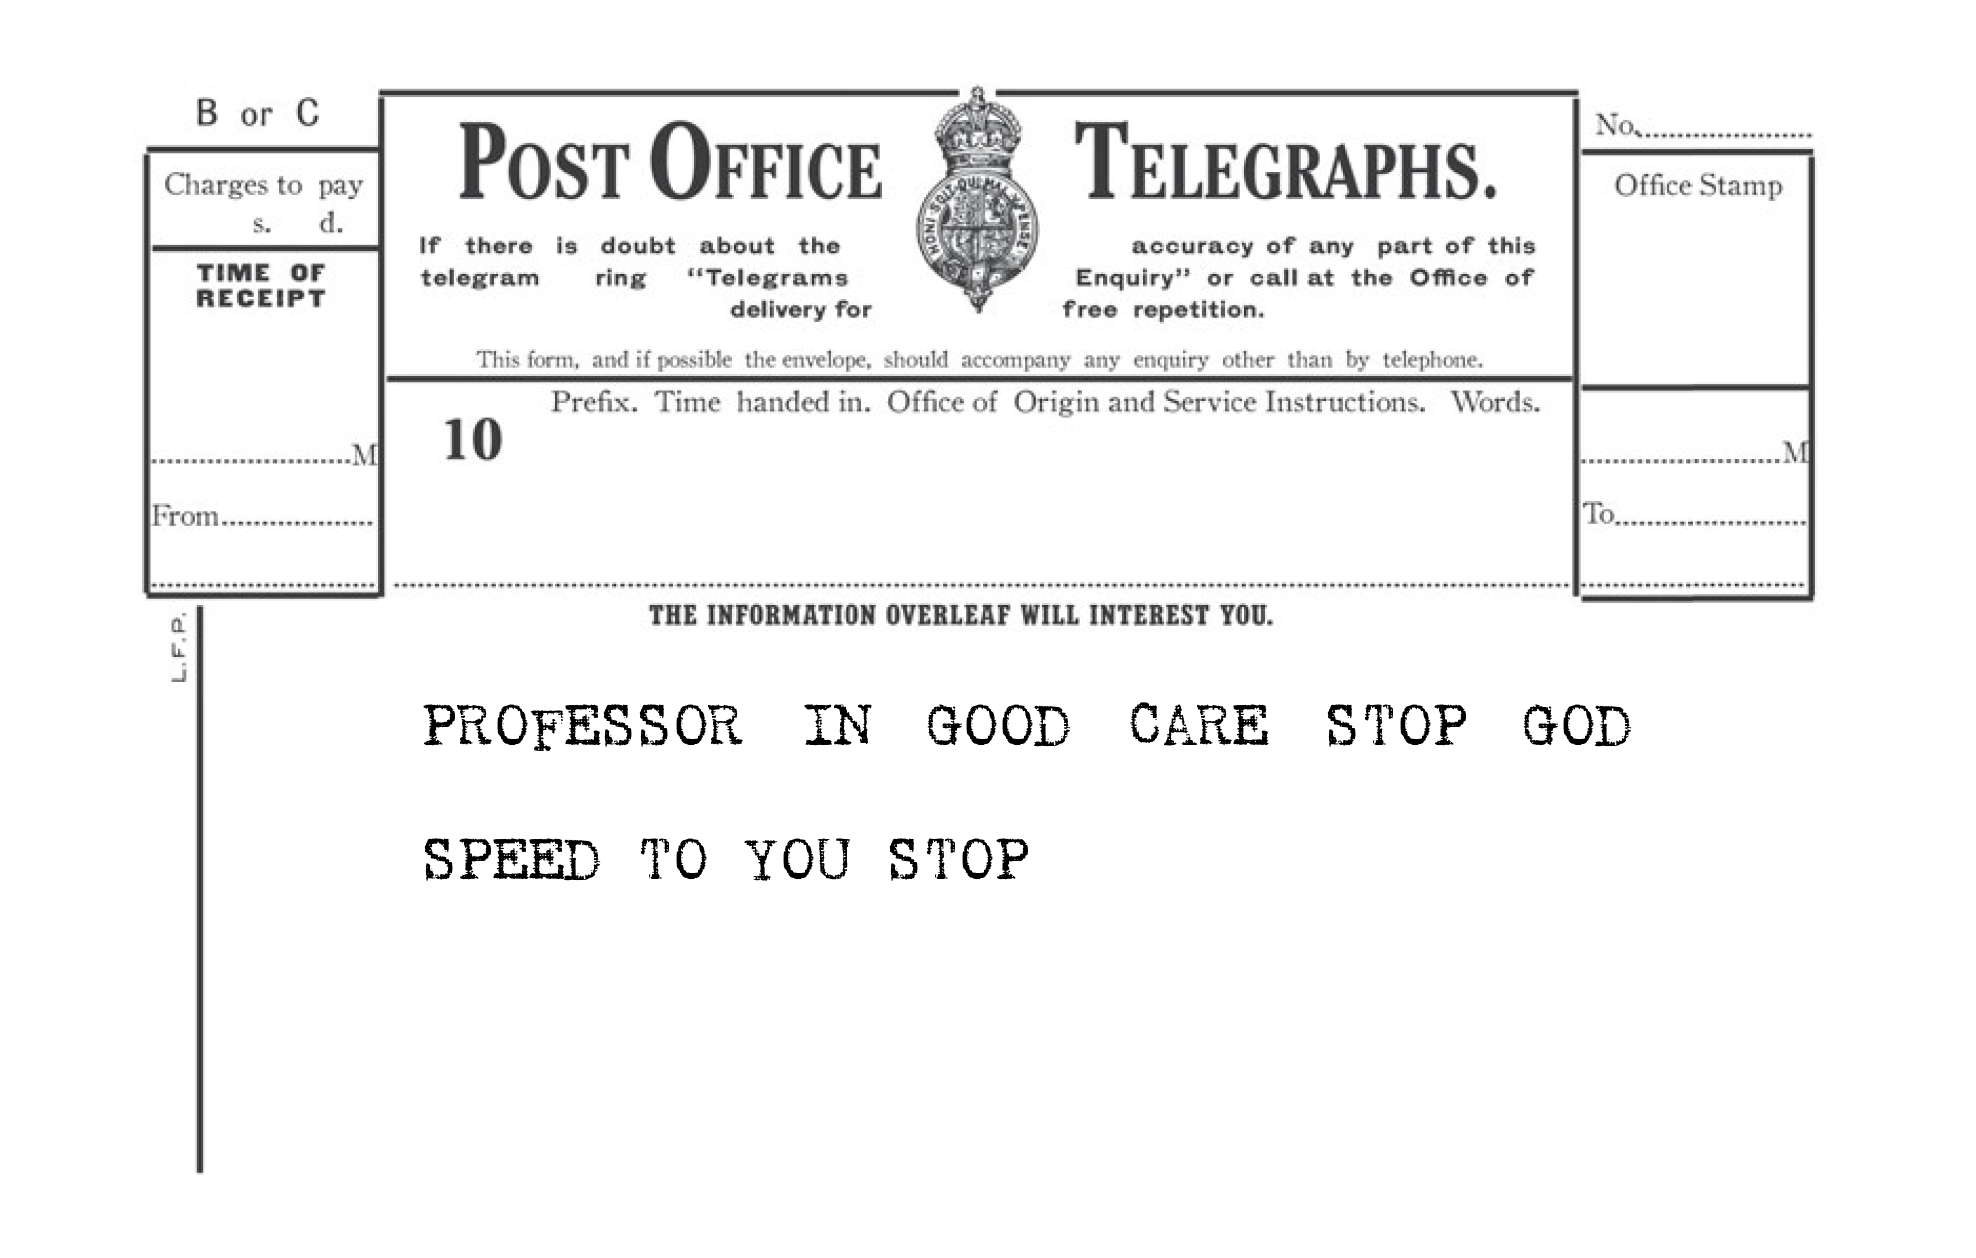 B or C
Charges to pay
s. d.
TIME OF
RECEIPT
M
From
POST OFFICE TELEGRAPHS.
If there is doubt about the accuracy of any part of this
telegram ring “Telegrams Enquiry” or call at the Office of
delivery for free repetition.
This form, and if possible the envelope, should accompany any enquiry other than by telephone.
HONI SOIT QUI MAL Y PENSE
Prefix. Time handed in. Office of Origin and Service Instructions. Words.
10
No.
Office Stamp
M
To
THE INFORMATION OVERLEAF WILL INTEREST YOU.
L.F.P.
PROFESSOR IN GOOD CARE STOP GOD
SPEED TO YOU STOP